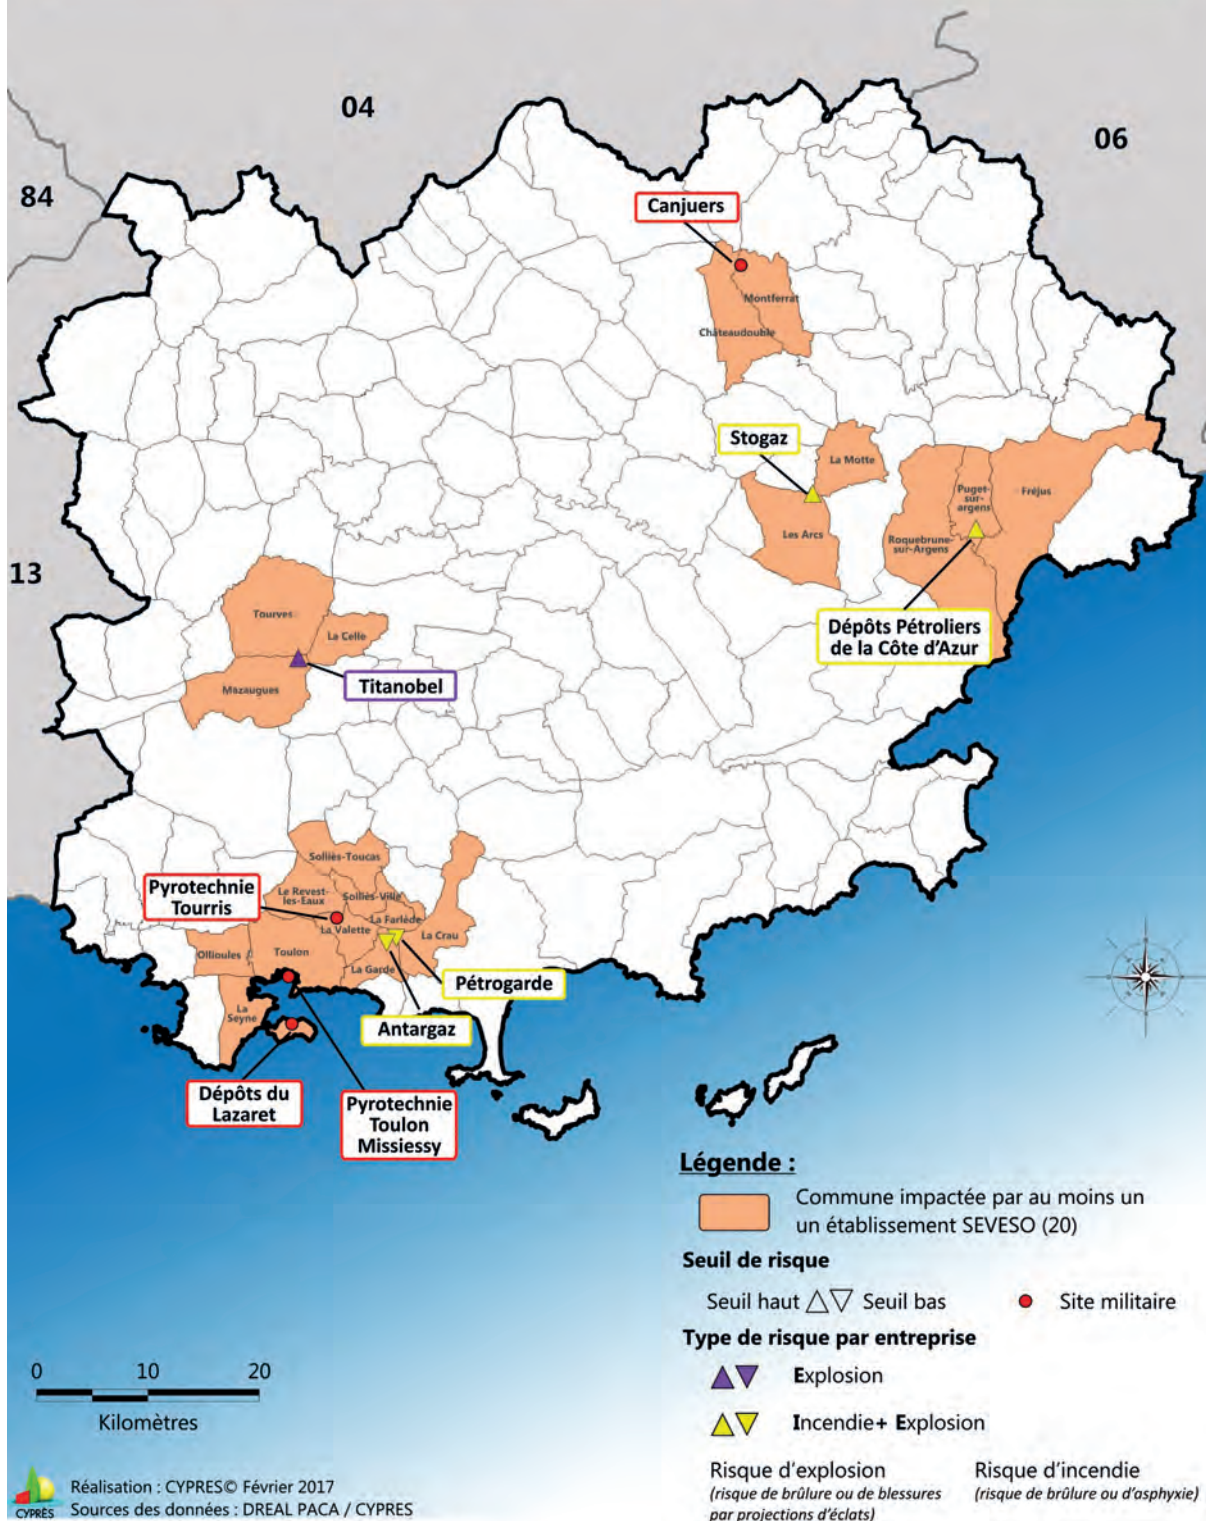 04
06
84
Canjuers
Montferrat
Châteaudouble
Stogaz
La Motte
Puget-
sur-
argens
Fréjus
Les Arcs
Roquebrune-
sur-Argens
13
Tourves
La Celle
Dépôts Pétroliers
de la Côte d'Azur
Mazaugues
Titanobel
Solliès-Toucas
Pyrotechnie
Tourris
Le Revest-
les-Eaux
Solliès-Ville
La Farlède
La Valette
La Crau
Ollioules
Toulon
La Garde
Pétrogarde
La
Seyne
Antargaz
Dépôts du
Lazaret
Pyrotechnie
Toulon
Missiessy
Légende :
Commune impactée par au moins un
un établissement SEVESO (20)
Seuil de risque
Seuil haut Seuil bas Site militaire
Type de risque par entreprise
Explosion
Incendie+ Explosion
Risque d'explosion
(risque de brûlure ou de blessures
par projections d'éclats)
Risque d'incendie
(risque de brûlure ou d'asphyxie)
0 10 20
Kilomètres
CYPRÈS
Réalisation : CYPRES© Février 2017
Sources des données : DREAL PACA / CYPRES